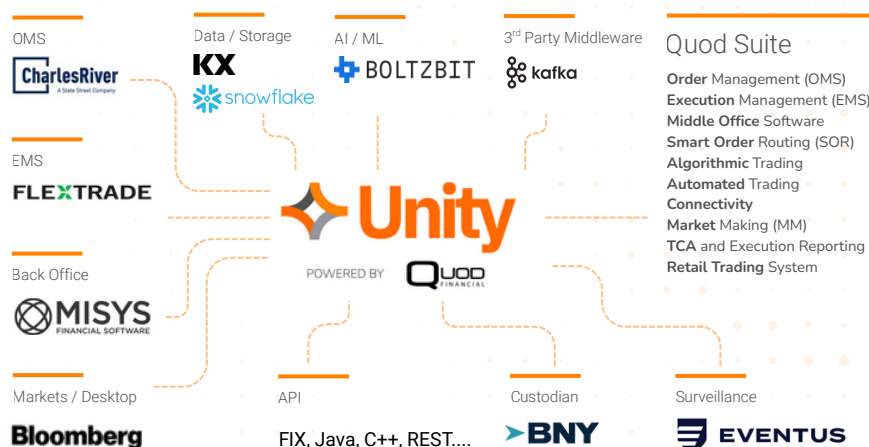 OMS
CharlesRiver
A State Street Company
Data / Storage
KX
snowflake
AI / ML
BOLTZBIT
3rd Party Middleware
kafka
Quod Suite
Order Management (OMS)
Execution Management (EMS)
Middle Office Software
Smart Order Routing (SOR)
Algorithmic Trading
Automated Trading
Connectivity
Market Making (MM)
TCA and Execution Reporting
Retail Trading System
EMS
FLEXTRADE
Unity
POWERED BY
QUOD
FINANCIAL
Back Office
MISYS
FINANCIAL SOFTWARE
Markets / Desktop
Bloomberg
API
FIX, Java, C++, REST....
Custodian
BNY
Surveillance
EVENTUS